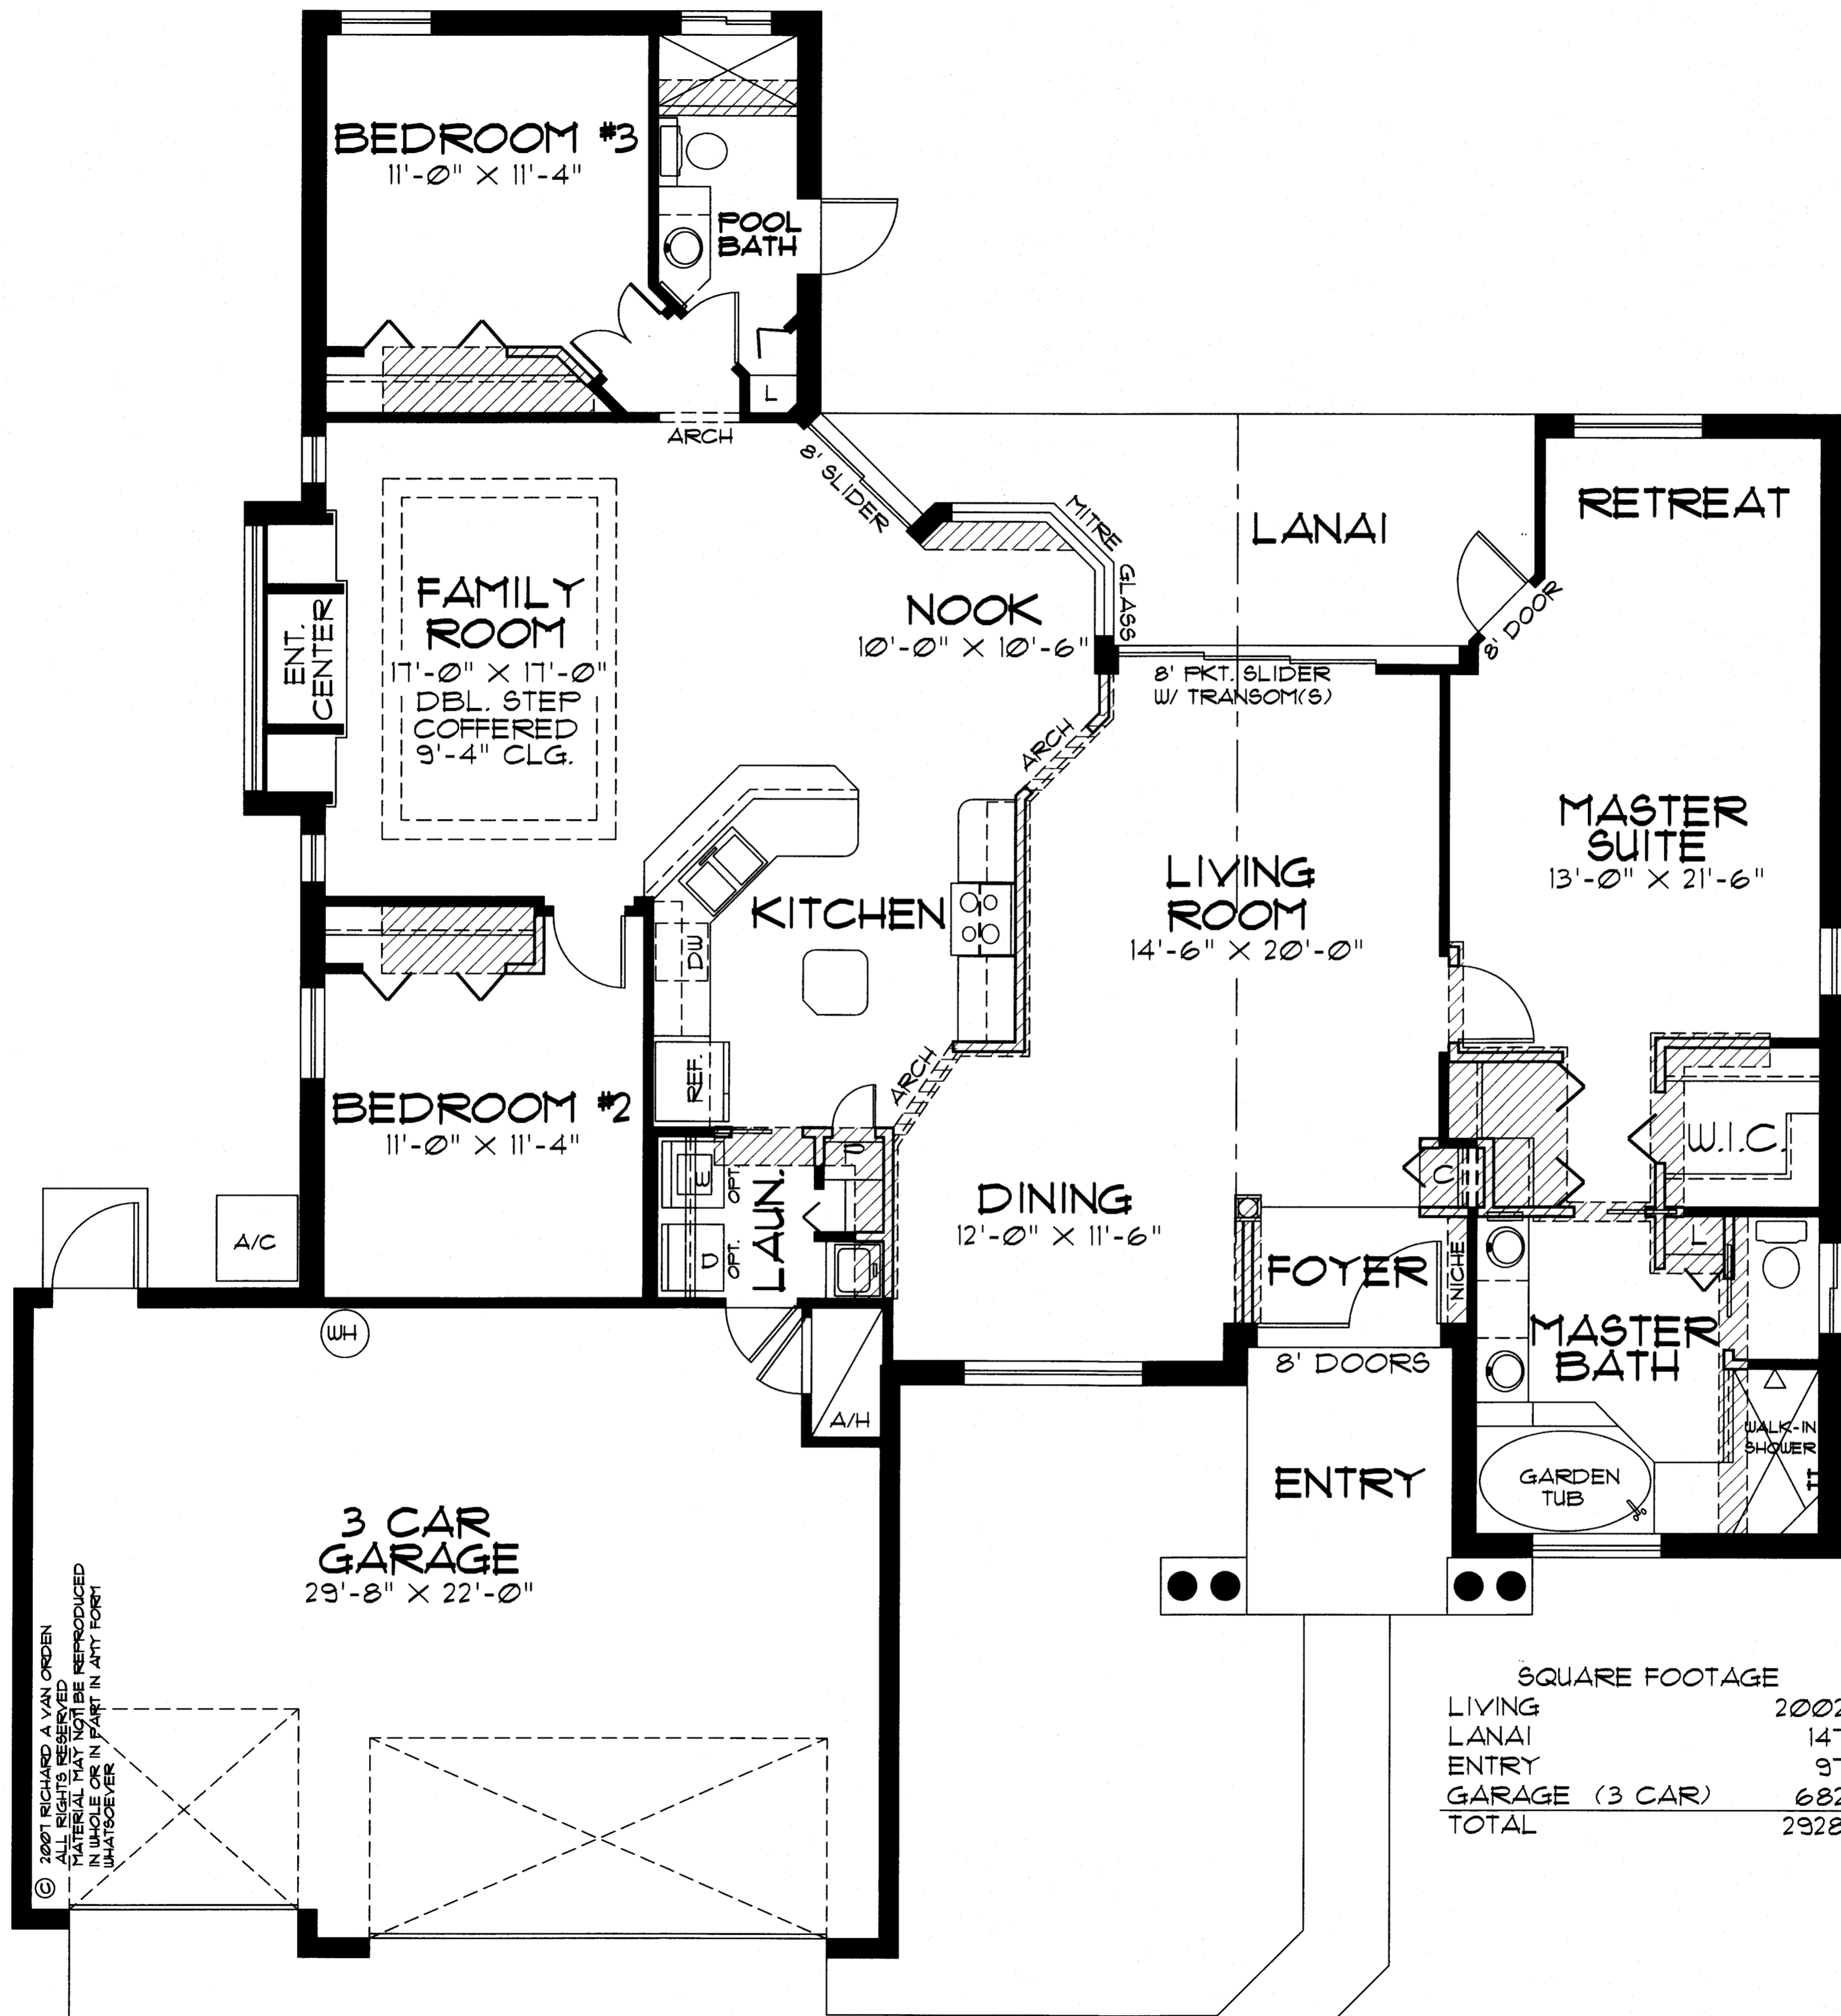 BEDROOM #3
11'-0" X 11'-4"
POOL
BATH
L
ARCH
8' SLIDER
MITRE
GLASS
LANAI
RETREAT
8' DOOR
FAMILY
ROOM
17'-0" X 17'-0"
DBL. STEP
COFFERED
9'-4" CLG.
ENT.
CENTER
NOOK
10'-0" X 10'-6"
8' PKT. SLIDER
W/ TRANSOM(S)
ARCH
MASTER
SUITE
13'-0" X 21'-6"
LIVING
ROOM
14'-6" X 20'-0"
KITCHEN
DW
REF.
ARCH
BEDROOM #2
11'-0" X 11'-4"
W.I.C.
C
W
OPT.
D
OPT.
LAUN.
DINING
12'-0" X 11'-6"
A/C
FOYER
NICHE
L
WH
8' DOORS
MASTER
BATH
A/H
WALK-IN
SHOWER
GARDEN
TUB
ENTRY
3 CAR
GARAGE
29'-8" X 22'-0"
© 2007 RICHARD A VAN ORDEN
ALL RIGHTS RESERVED
MATERIAL MAY NOT BE REPRODUCED
IN WHOLE OR IN PART IN AMY FORM
WHATSOEVER
SQUARE FOOTAGE
LIVING 2002
LANAI 147
ENTRY 97
GARAGE (3 CAR) 682
TOTAL 2928